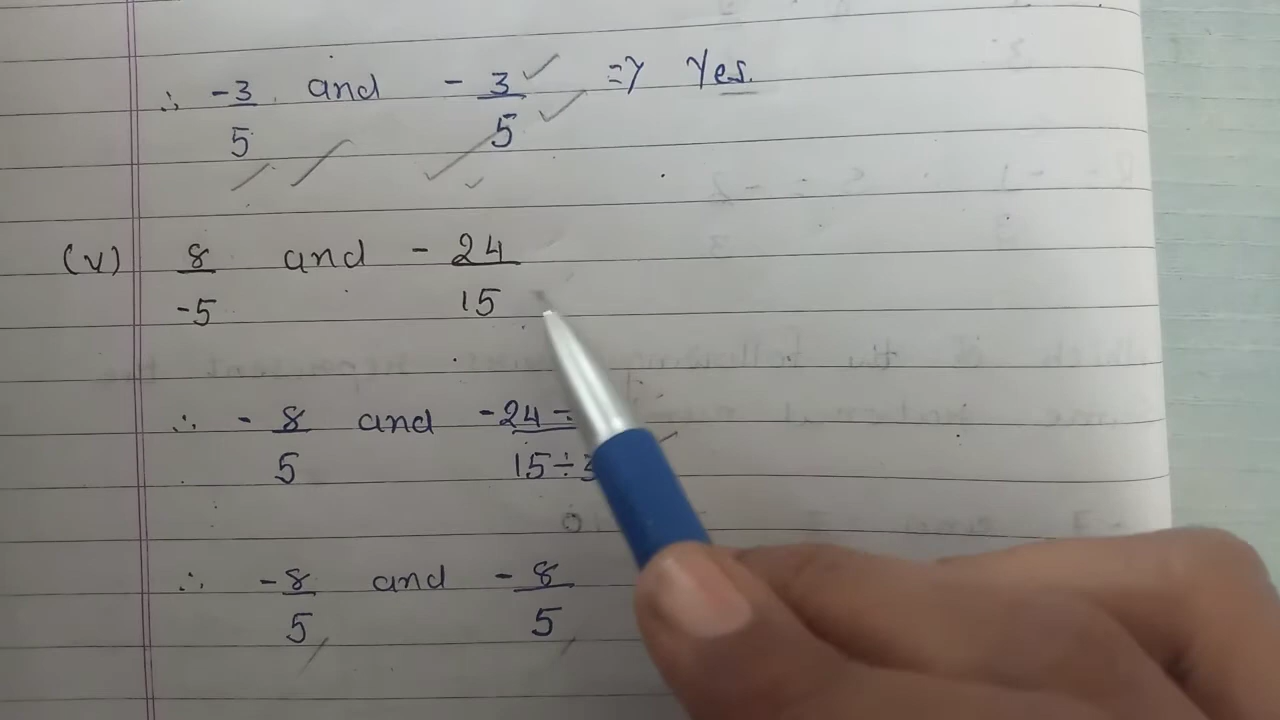 ∴ -3/5 and -3/5 => Yes.
(v) 8/-5 and -24/15
∴ -8/5 and -24÷/15÷3
∴ -8/5 and -8/5